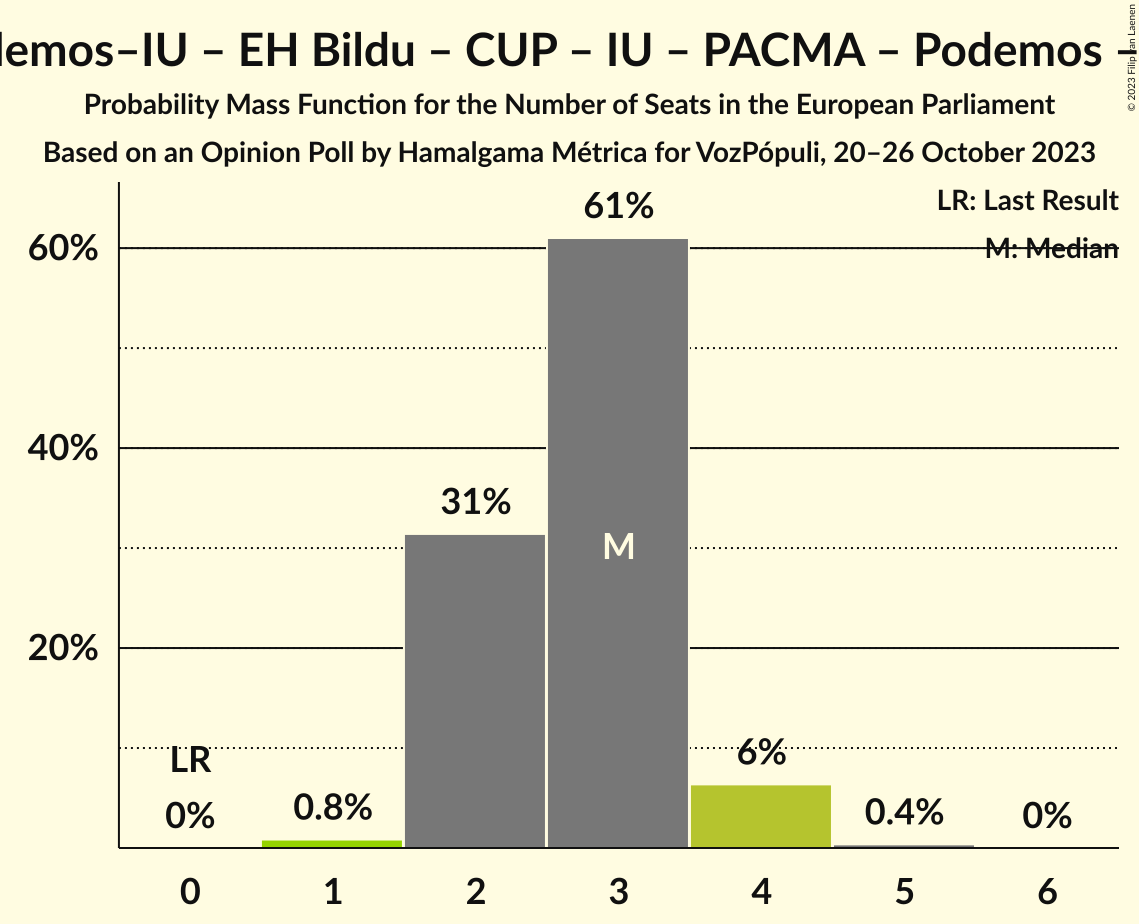 demos–IU – EH Bildu – CUP – IU – PACMA – Podemos –
© 2023 Filip van Laenen
Probability Mass Function for the Number of Seats in the European Parliament
Based on an Opinion Poll by Hamalgama Métrica for VozPópuli, 20–26 October 2023
LR: Last Result
M: Median
60%
40%
20%
61%
31%
M
LR
0%
0.8%
6%
0.4%
0%
0 1 2 3 4 5 6